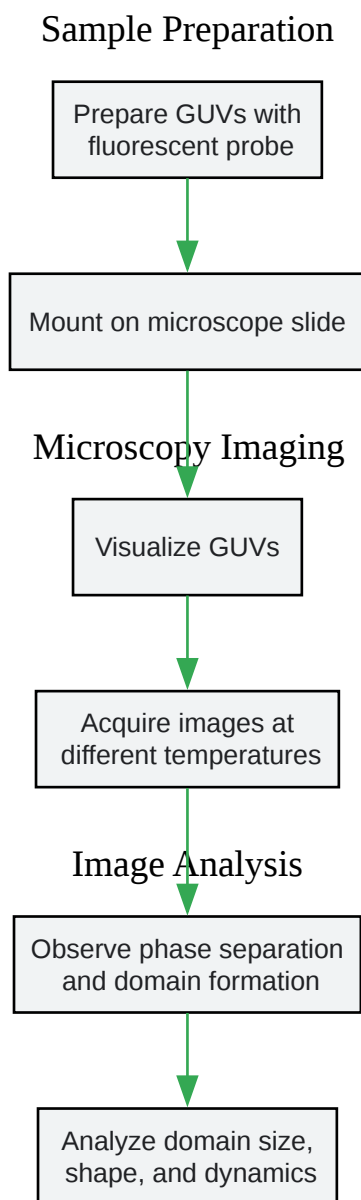 Sample Preparation
Prepare GUVs with
fluorescent probe
Mount on microscope slide
Microscopy Imaging
Visualize GUVs
Acquire images at
different temperatures
Image Analysis
Observe phase separation
and domain formation
Analyze domain size,
shape, and dynamics